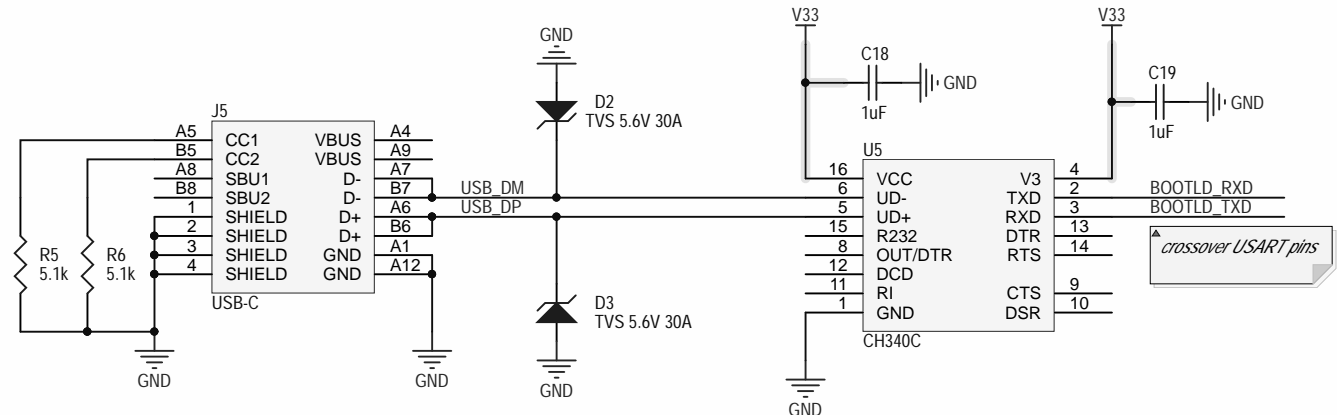 V33
V33
GND
C18
1uF
GND
C19
1uF
GND
D2
TVS 5.6V 30A
J5
A5 CC1 VBUS A4
B5 CC2 VBUS A9
A8 SBU1 D- A7
B8 SBU2 D- B7
1 SHIELD D+ A6
2 SHIELD D+ B6
3 SHIELD GND A1
4 SHIELD GND A12
USB-C
USB_DM
USB_DP
R5
5.1k
R6
5.1k
GND
GND
D3
TVS 5.6V 30A
GND
U5
16 VCC V3 4
6 UD- TXD 2
5 UD+ RXD 3
15 R232 DTR 13
8 OUT/DTR RTS 14
12 DCD
11 RI CTS 9
1 GND DSR 10
CH340C
BOOTLD_RXD
BOOTLD_TXD
crossover USART pins
GND